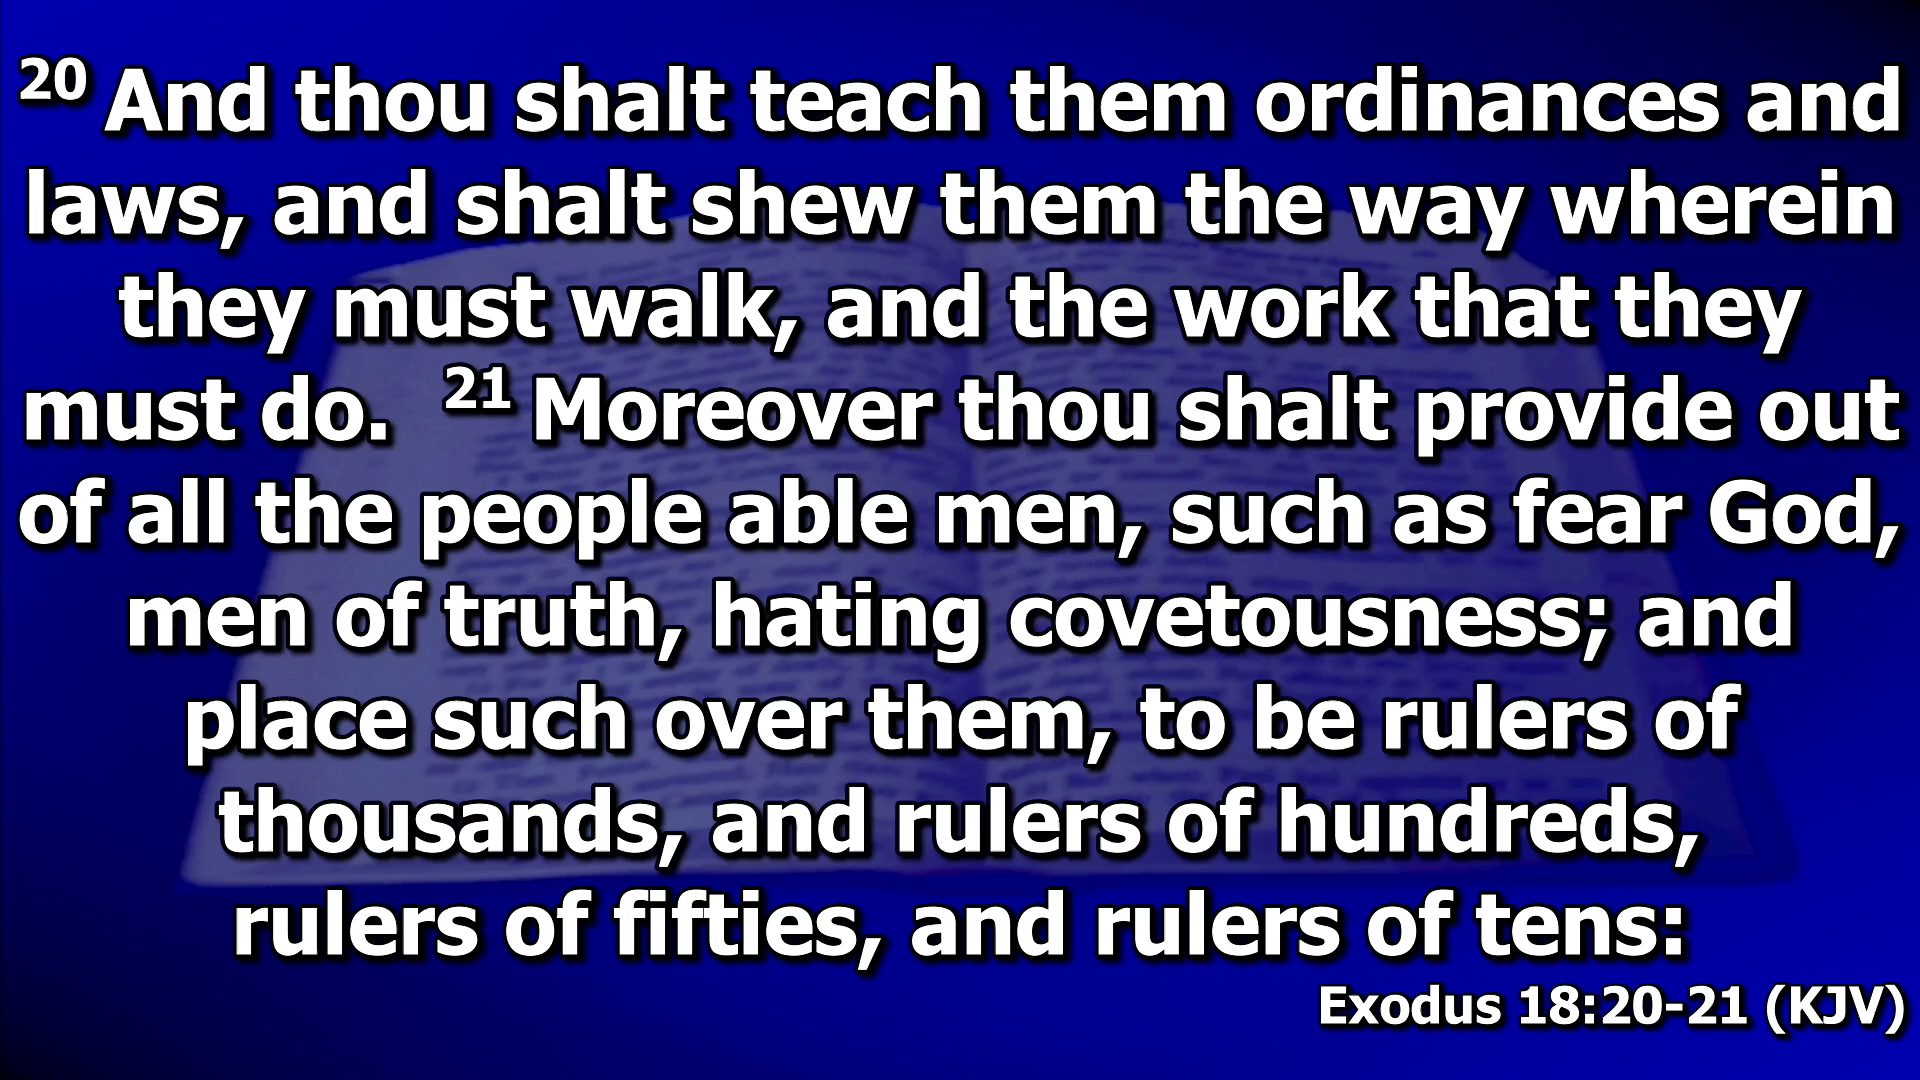 20 And thou shalt teach them ordinances and
laws, and shalt shew them the way wherein
they must walk, and the work that they
must do. 21 Moreover thou shalt provide out
of all the people able men, such as fear God,
men of truth, hating covetousness; and
place such over them, to be rulers of
thousands, and rulers of hundreds,
rulers of fifties, and rulers of tens:
Exodus 18:20-21 (KJV)